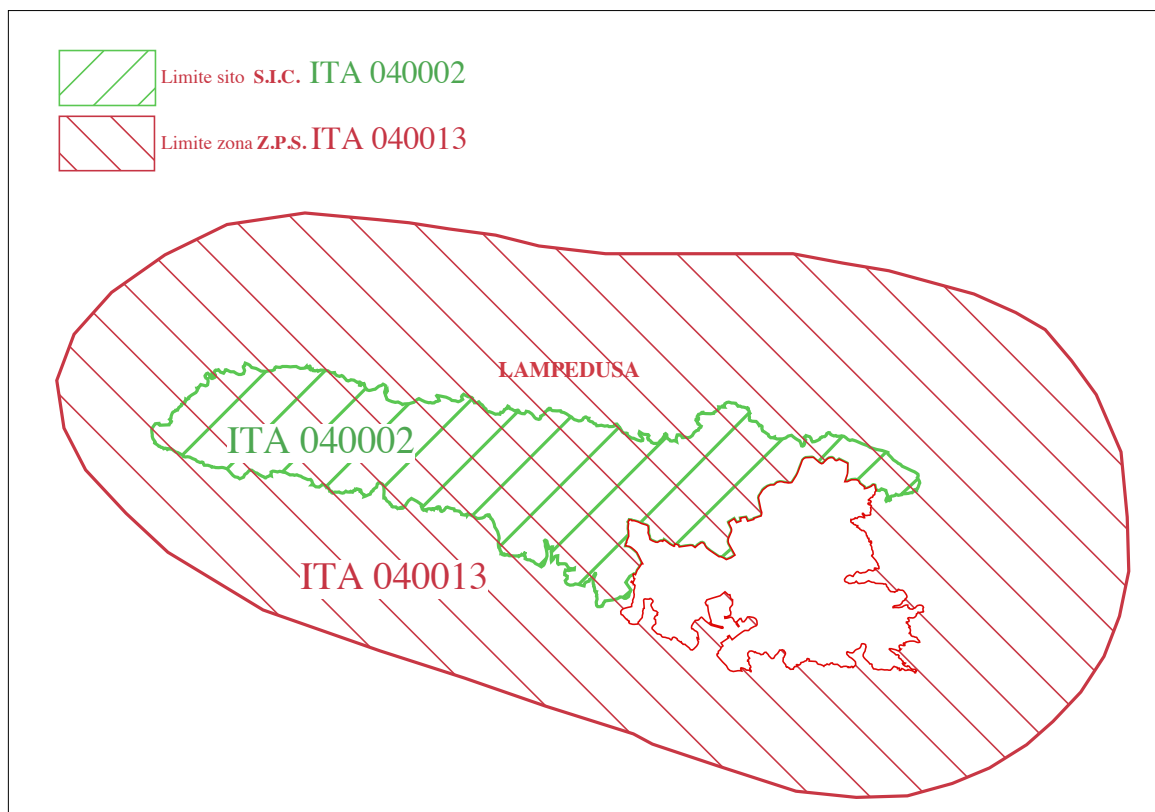 Limite sito S.I.C. ITA 040002
Limite zona Z.P.S. ITA 040013
LAMPEDUSA
ITA 040002
ITA 040013